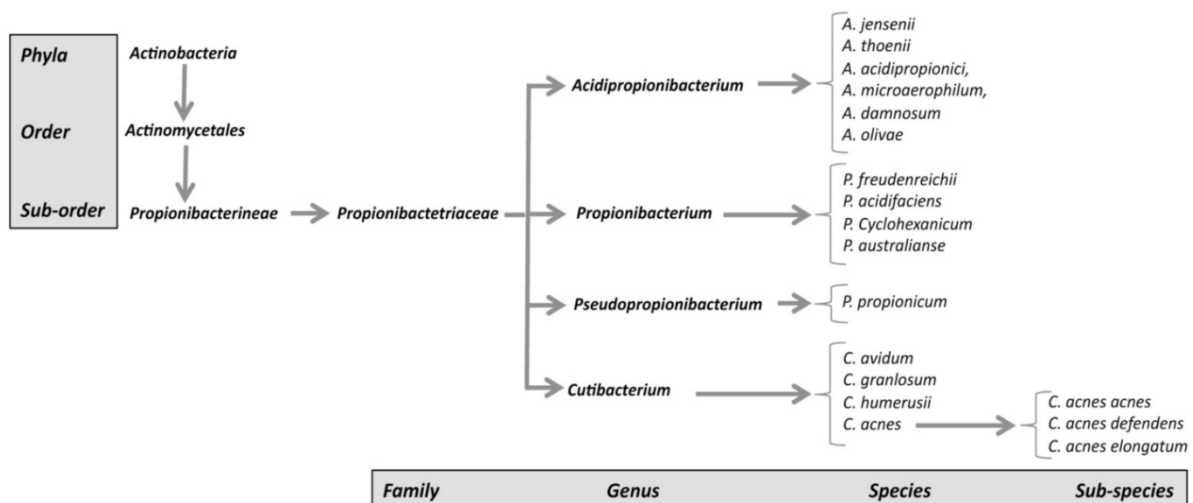 Phyla
Actinobacteria
Order
Actinomycetales
Sub-order
Propionibacterineae
Propionibactetriaceae
Acidipropionibacterium
A. jensenii
A. thoenii
A. acidipropionici,
A. microaerophilum,
A. damnosum
A. olivae
Propionibacterium
P. freudenreichii
P. acidifaciens
P. Cyclohexanicum
P. australianse
Pseudopropionibacterium
P. propionicum
Cutibacterium
C. avidum
C. granlosum
C. humerusii
C. acnes
C. acnes acnes
C. acnes defendens
C. acnes elongatum
Family
Genus
Species
Sub-species